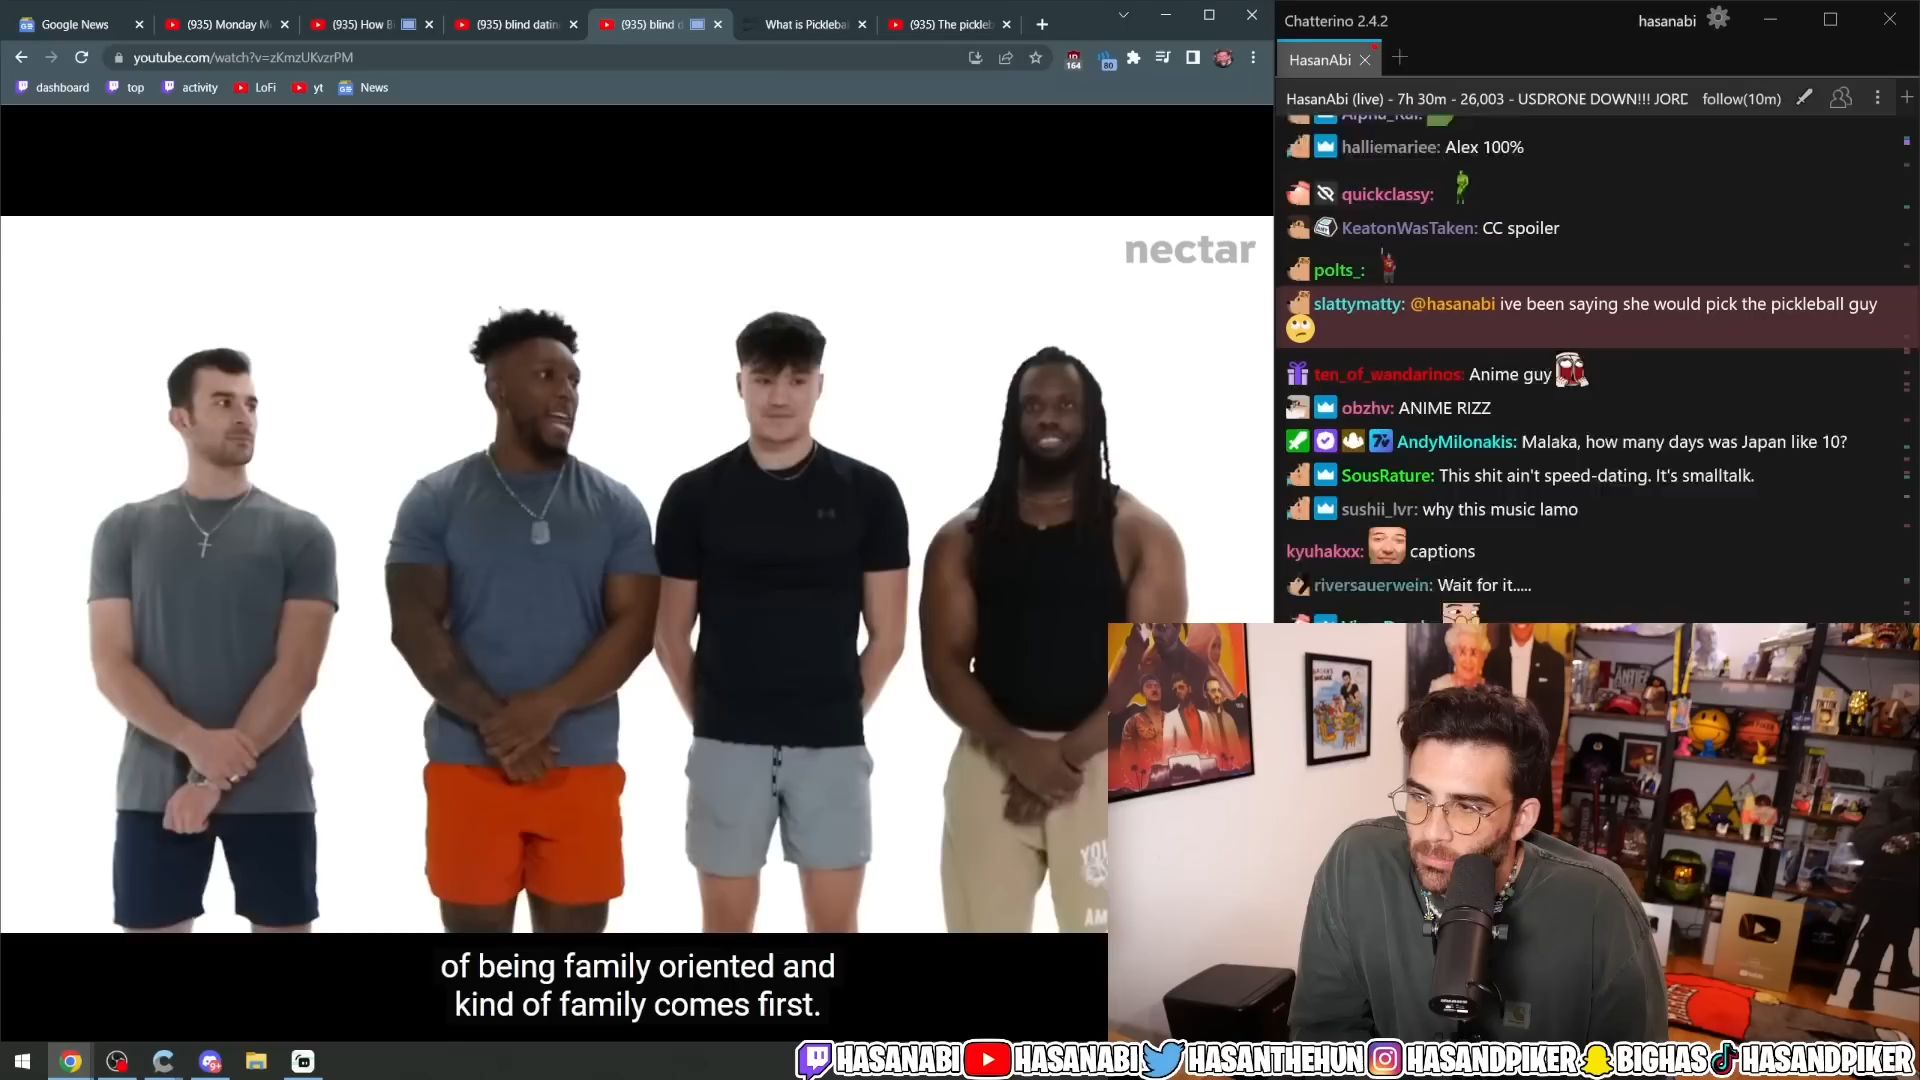 Google News
(935) Monday M
(935) How B
(935) blind datin
(935) blind d
What is Pickleba
(935) The pickleb
youtube.com/watch?v=zKmzUKvzrPM
164
80
dashboard
top
activity
LoFi
yt
News
nectar
of being family oriented and
kind of family comes first.
Chatterino 2.4.2
hasanabi
HasanAbi
HasanAbi (live) - 7h 30m - 26,003 - USDRONE DOWN!!! JORD
follow(10m)
halliemariee: Alex 100%
quickclassy:
KeatonWasTaken: CC spoiler
polts_:
slattymatty: @hasanabi ive been saying she would pick the pickleball guy
ten_of_wandarinos: Anime guy
obzhv: ANIME RIZZ
AndyMilonakis: Malaka, how many days was Japan like 10?
SousRature: This shit ain't speed-dating. It's smalltalk.
sushii_lvr: why this music lamo
kyuhakxx: captions
riversauerwein: Wait for it.....
HASANABI HASANABI HASANTHEHUN HASANDPIKER BIGHAS HASANDPIKER